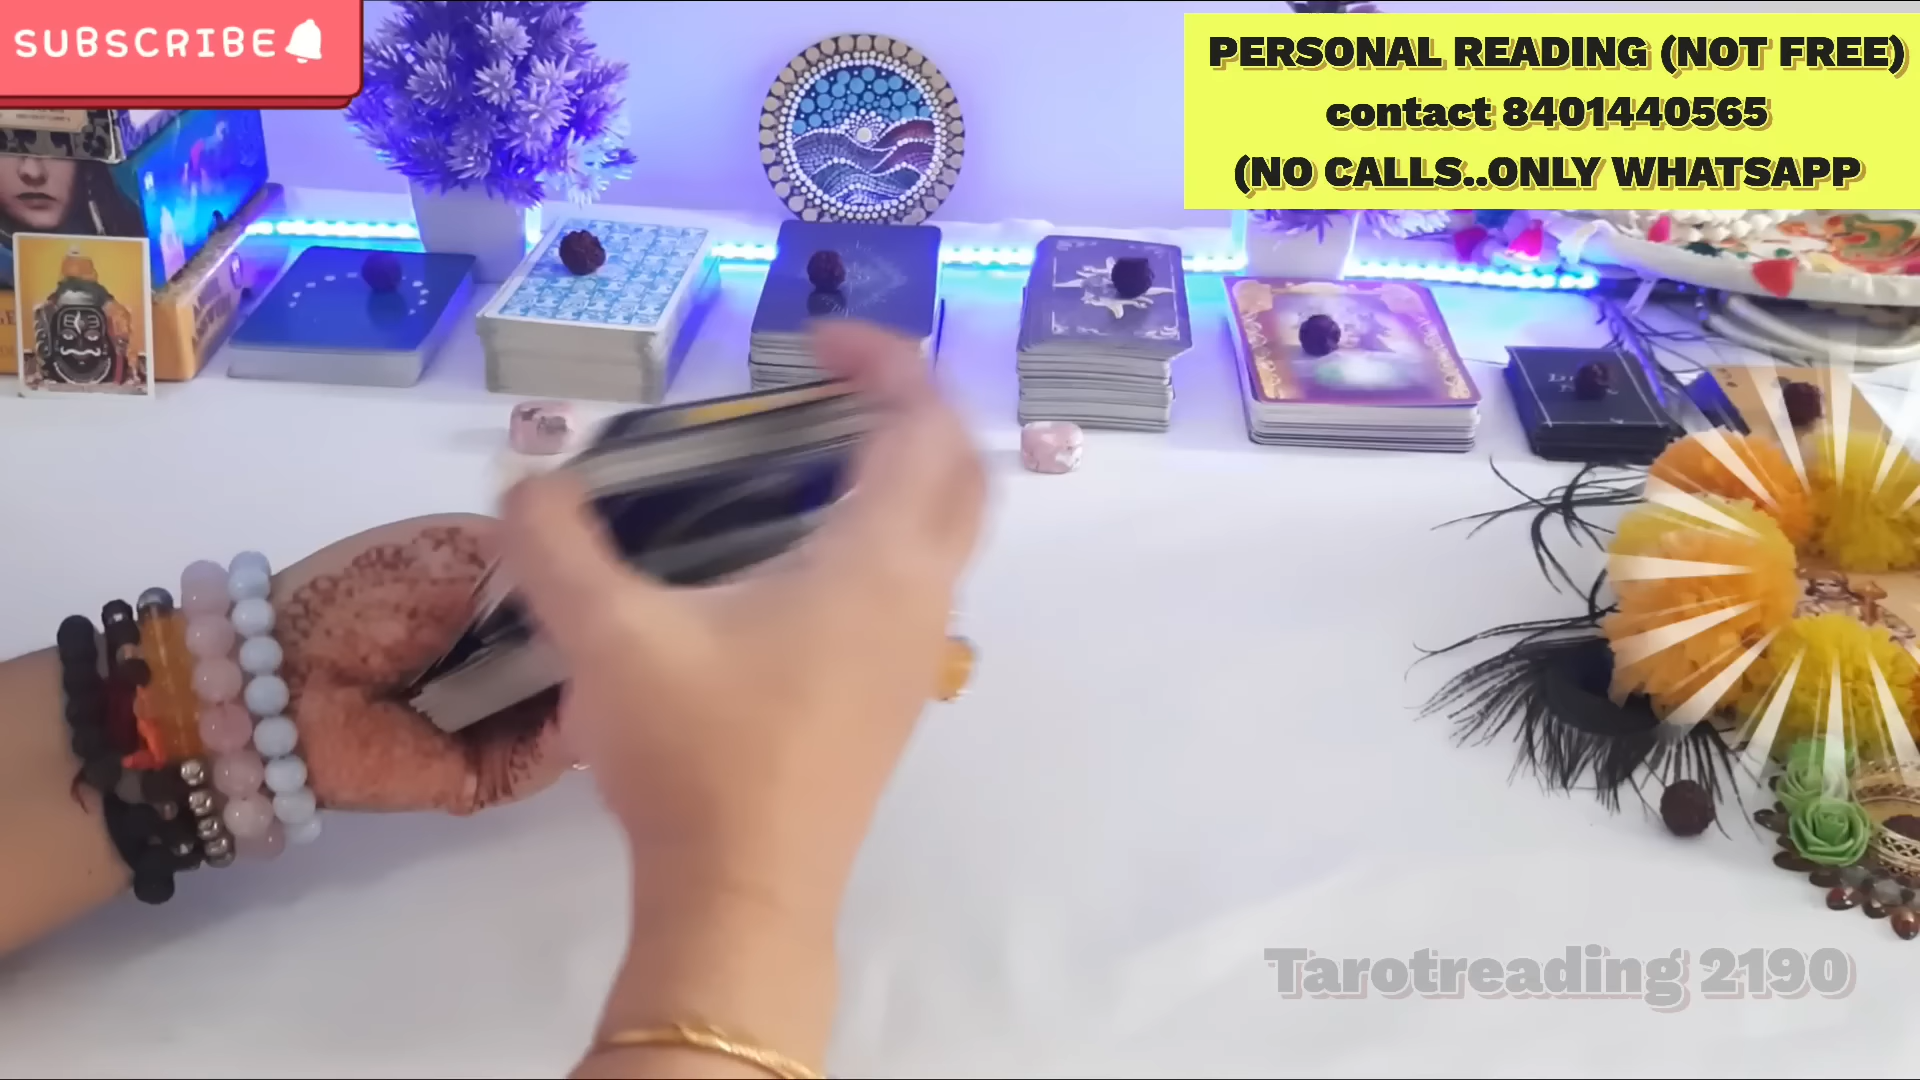 SUBSCRIBE
PERSONAL READING (NOT FREE)
contact 8401440565
(NO CALLS..ONLY WHATSAPP
Tarotreading 2190